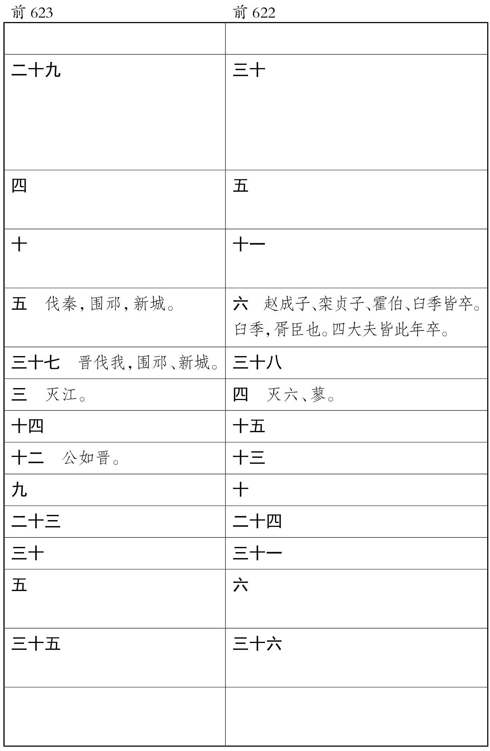 前 623 前 622
二十九 三十
四 五
十 十一
五 伐秦，围邧，新城。 六 赵成子、栾贞子、霍伯、臼季皆卒。
臼季，胥臣也。四大夫皆此年卒。
三十七 晋伐我，围邧、新城。 三十八
三 灭江。 四 灭六、蓼。
十四 十五
十二 公如晋。 十三
九 十
二十三 二十四
三十 三十一
五 六
三十五 三十六